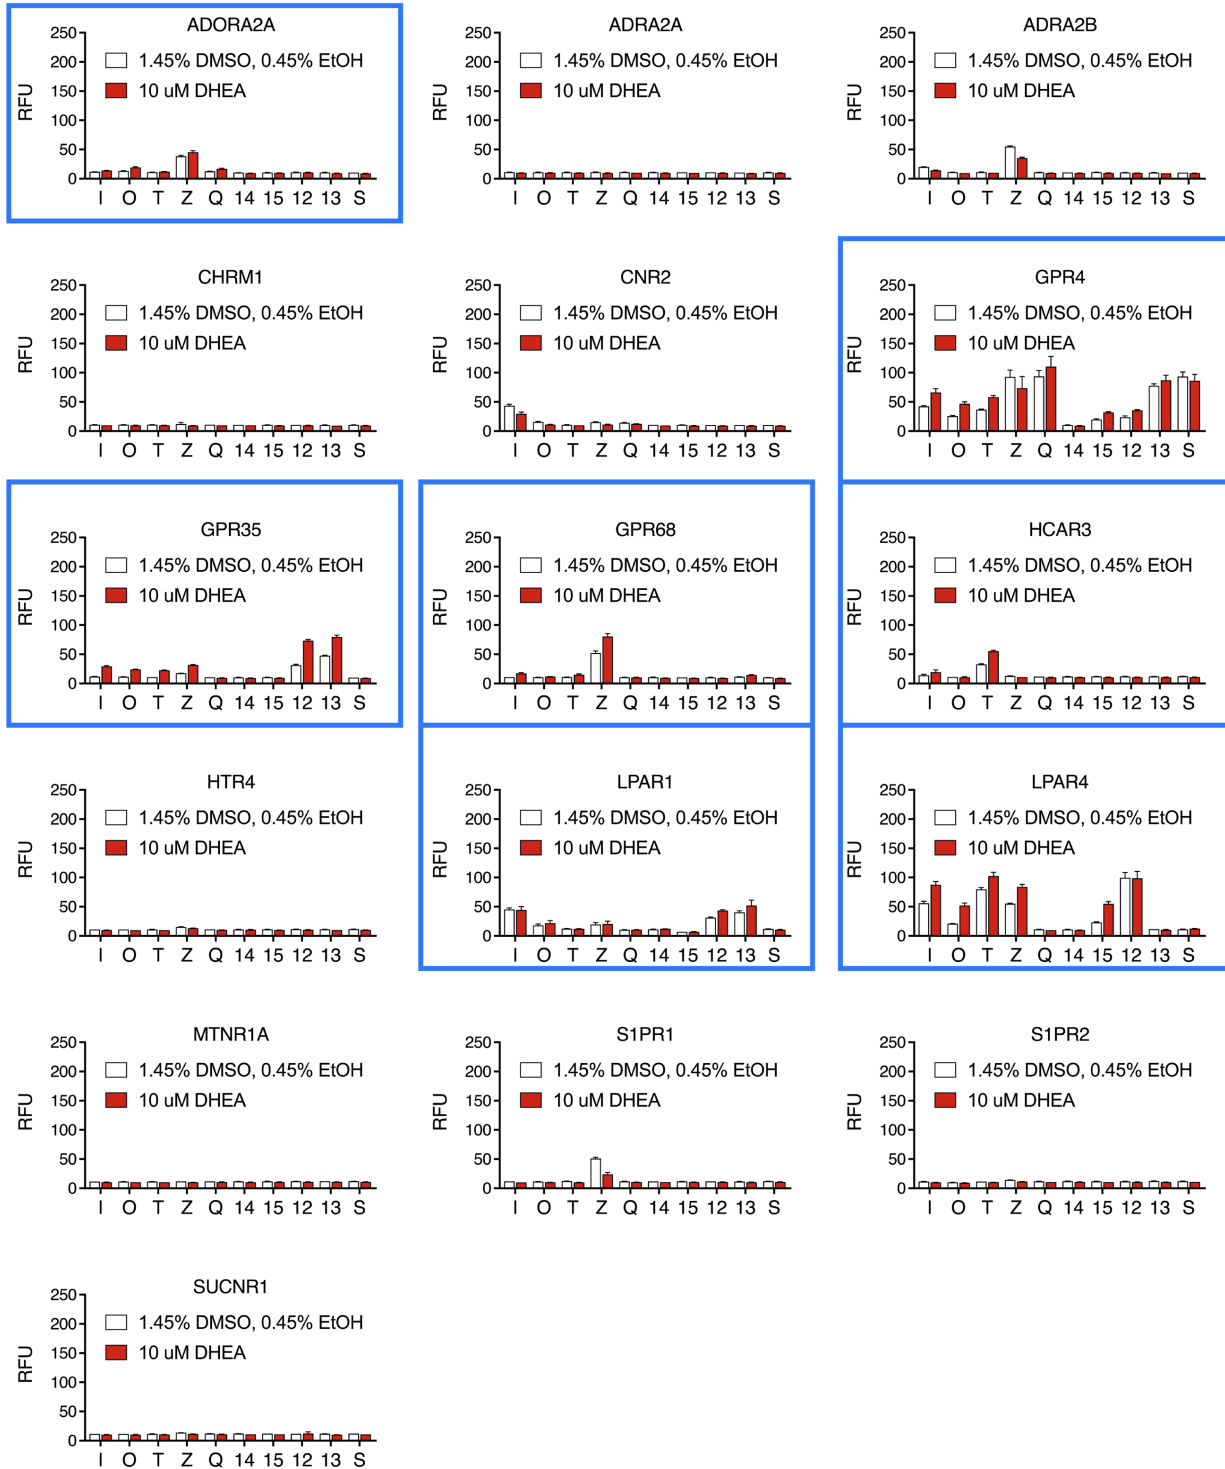 ADORA2A
250
200
150
100
50
0
RFU
1.45% DMSO, 0.45% EtOH
10 uM DHEA
I O T Z Q 14 15 12 13 S
ADRA2A
250
200
150
100
50
0
RFU
1.45% DMSO, 0.45% EtOH
10 uM DHEA
I O T Z Q 14 15 12 13 S
ADRA2B
250
200
150
100
50
0
RFU
1.45% DMSO, 0.45% EtOH
10 uM DHEA
I O T Z Q 14 15 12 13 S
CHRM1
250
200
150
100
50
0
RFU
1.45% DMSO, 0.45% EtOH
10 uM DHEA
I O T Z Q 14 15 12 13 S
CNR2
250
200
150
100
50
0
RFU
1.45% DMSO, 0.45% EtOH
10 uM DHEA
I O T Z Q 14 15 12 13 S
GPR4
250
200
150
100
50
0
RFU
1.45% DMSO, 0.45% EtOH
10 uM DHEA
I O T Z Q 14 15 12 13 S
GPR35
250
200
150
100
50
0
RFU
1.45% DMSO, 0.45% EtOH
10 uM DHEA
I O T Z Q 14 15 12 13 S
GPR68
250
200
150
100
50
0
RFU
1.45% DMSO, 0.45% EtOH
10 uM DHEA
I O T Z Q 14 15 12 13 S
HCAR3
250
200
150
100
50
0
RFU
1.45% DMSO, 0.45% EtOH
10 uM DHEA
I O T Z Q 14 15 12 13 S
HTR4
250
200
150
100
50
0
RFU
1.45% DMSO, 0.45% EtOH
10 uM DHEA
I O T Z Q 14 15 12 13 S
LPAR1
250
200
150
100
50
0
RFU
1.45% DMSO, 0.45% EtOH
10 uM DHEA
I O T Z Q 14 15 12 13 S
LPAR4
250
200
150
100
50
0
RFU
1.45% DMSO, 0.45% EtOH
10 uM DHEA
I O T Z Q 14 15 12 13 S
MTNR1A
250
200
150
100
50
0
RFU
1.45% DMSO, 0.45% EtOH
10 uM DHEA
I O T Z Q 14 15 12 13 S
S1PR1
250
200
150
100
50
0
RFU
1.45% DMSO, 0.45% EtOH
10 uM DHEA
I O T Z Q 14 15 12 13 S
S1PR2
250
200
150
100
50
0
RFU
1.45% DMSO, 0.45% EtOH
10 uM DHEA
I O T Z Q 14 15 12 13 S
SUCNR1
250
200
150
100
50
0
RFU
1.45% DMSO, 0.45% EtOH
10 uM DHEA
I O T Z Q 14 15 12 13 S